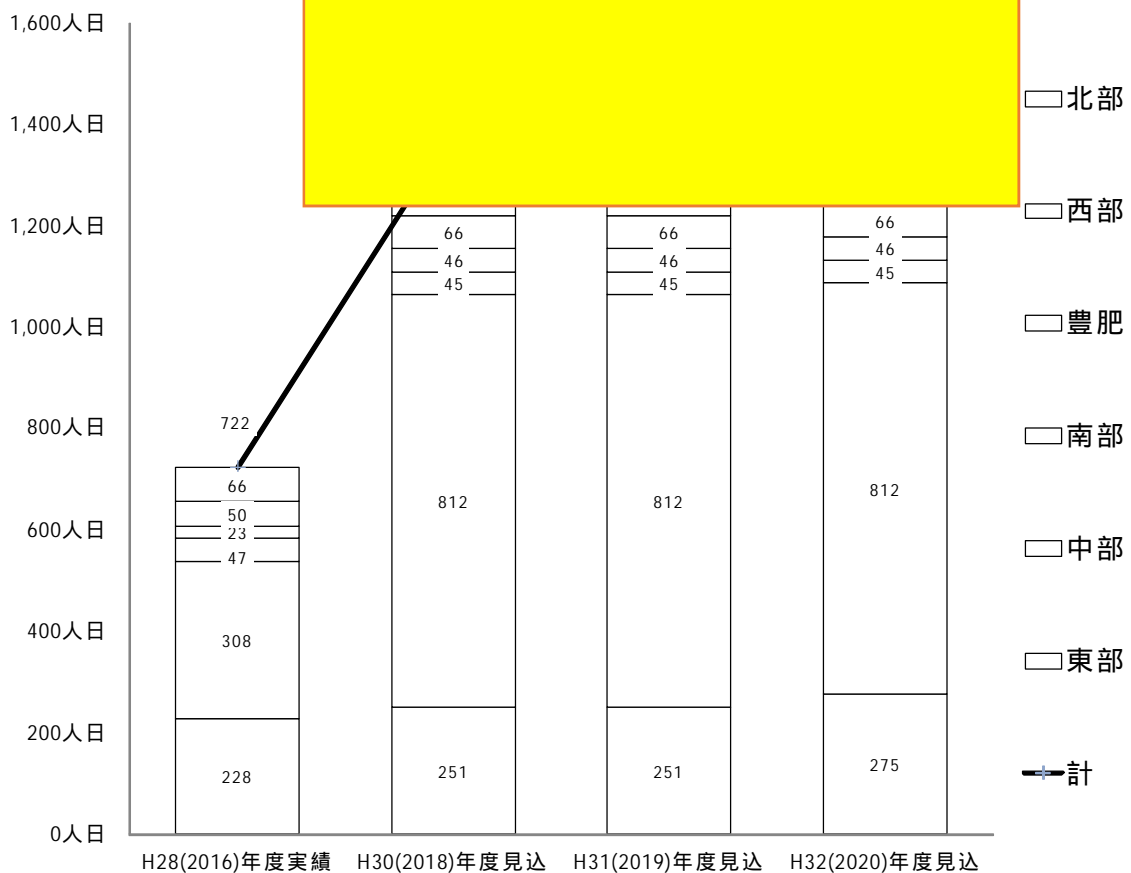 1,600人日
1,400人日
1,200人日
1,000人日
800人日
600人日
400人日
200人日
0人日
722
66
50
23
47
308
228
66
46
45
812
251
66
46
45
812
251
66
46
45
812
275
H28(2016)年度実績
H30(2018)年度見込
H31(2019)年度見込
H32(2020)年度見込
北部
西部
豊肥
南部
中部
東部
計